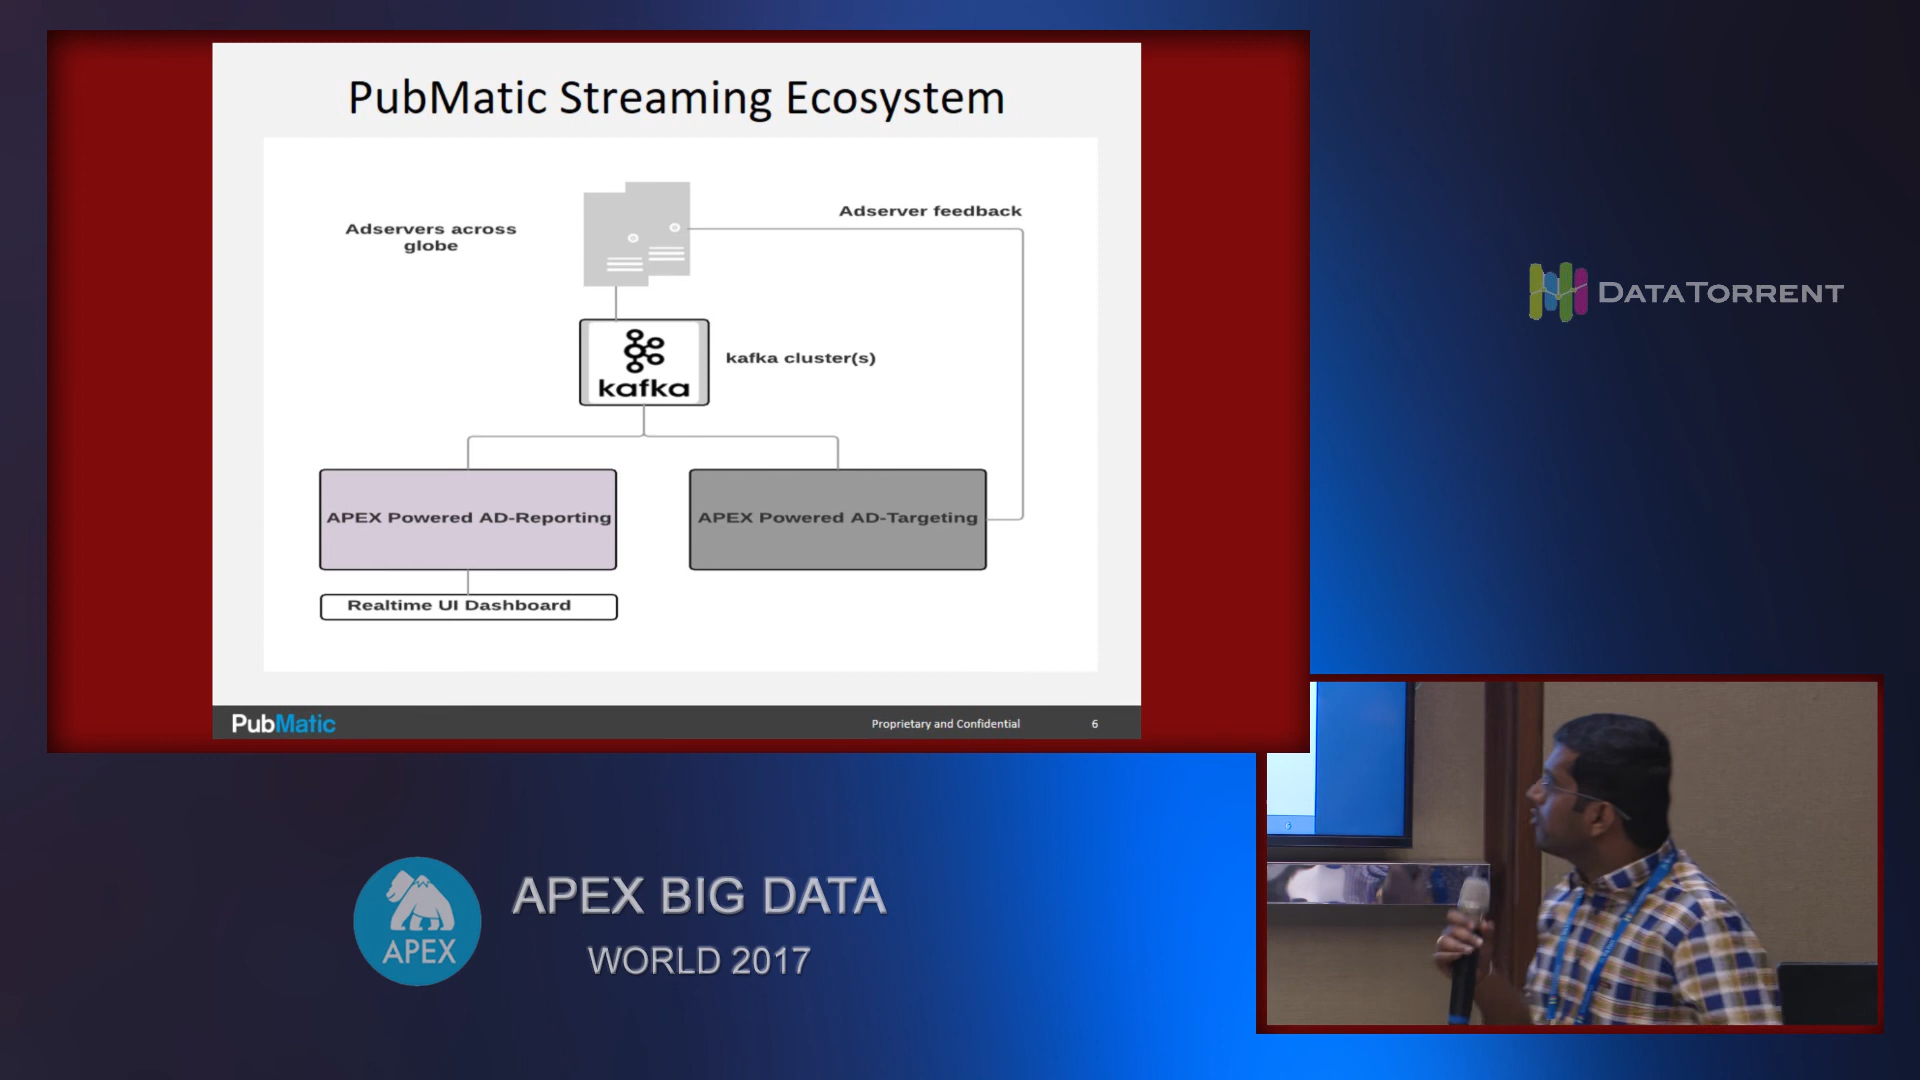 PubMatic Streaming Ecosystem
Adservers across
globe
Adserver feedback
kafka
kafka cluster(s)
APEX Powered AD-Reporting
APEX Powered AD-Targeting
Realtime UI Dashboard
PubMatic
Proprietary and Confidential
6
DATATORRENT
APEX
APEX BIG DATA
WORLD 2017
6